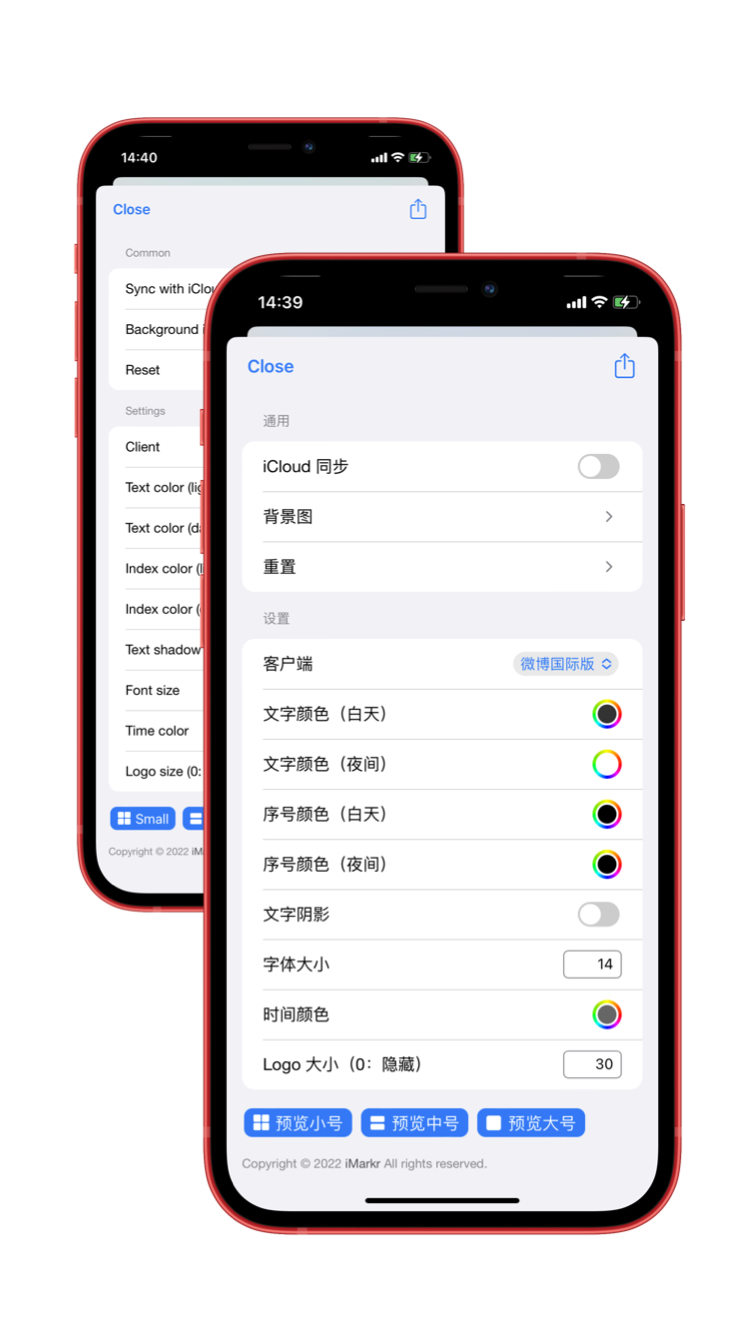 14:40
Close
Common
Sync with
Background
Reset
Settings
Client
Text color
Text color
Index color
Index color
Text shadow
Font size
Time color
Logo size (0:
Small
Copyright © 2022
14:39
Close
通用
iCloud 同步
背景图
重置
设置
客户端 微博国际版
文字颜色（白天）
文字颜色（夜间）
序号颜色（白天）
序号颜色（夜间）
文字阴影
字体大小 14
时间颜色
Logo 大小（0：隐藏） 30
预览小号 预览中号 预览大号
Copyright © 2022 iMarkr All rights reserved.